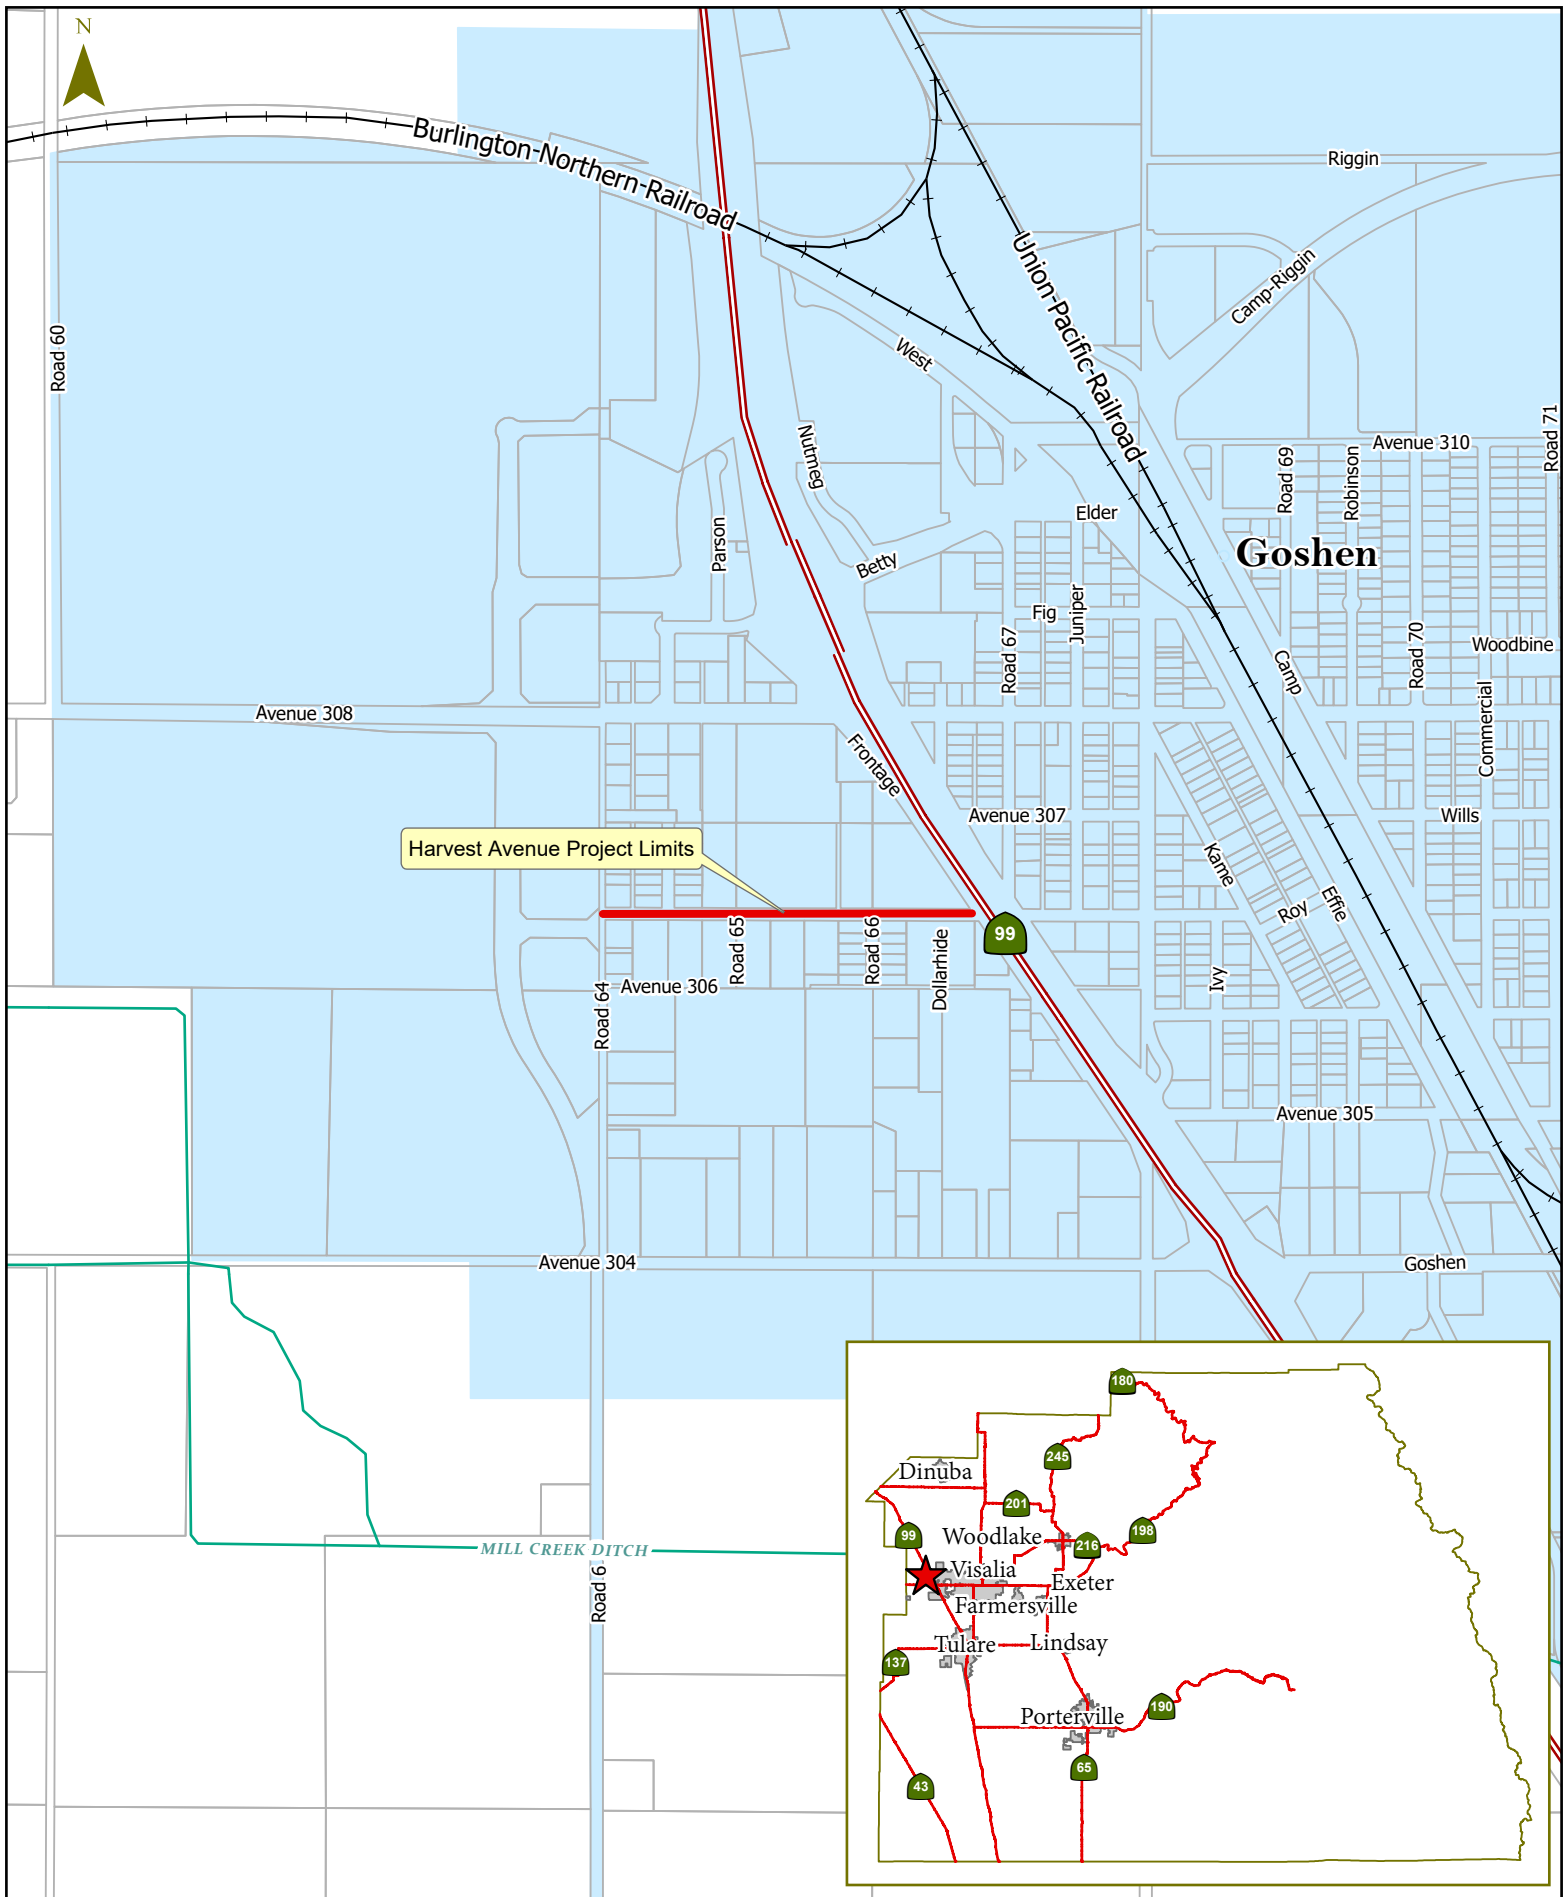 N
Burlington-Northern-Railroad
Riggin
Union-Pacific-Railroad
Camp-Riggin
Road 60
West
Nutmeg
Avenue 310
Road 71
Road 69
Robinson
Parson
Elder
Goshen
Betty
Fig
Juniper
Road 67
Road 70
Woodbine
Camp
Commercial
Avenue 308
Frontage
Avenue 307
Wills
Harvest Avenue Project Limits
Kame
Effie
Roy
99
Road 65
Road 66
Dollarhide
Ivy
Avenue 306
Road 64
Avenue 305
Avenue 304
Goshen
MILL CREEK DITCH
Road 6
180
245
Dinuba
201
99
Woodlake
198
216
Visalia
Exeter
Farmersville
Tulare
Lindsay
137
190
Porterville
65
43